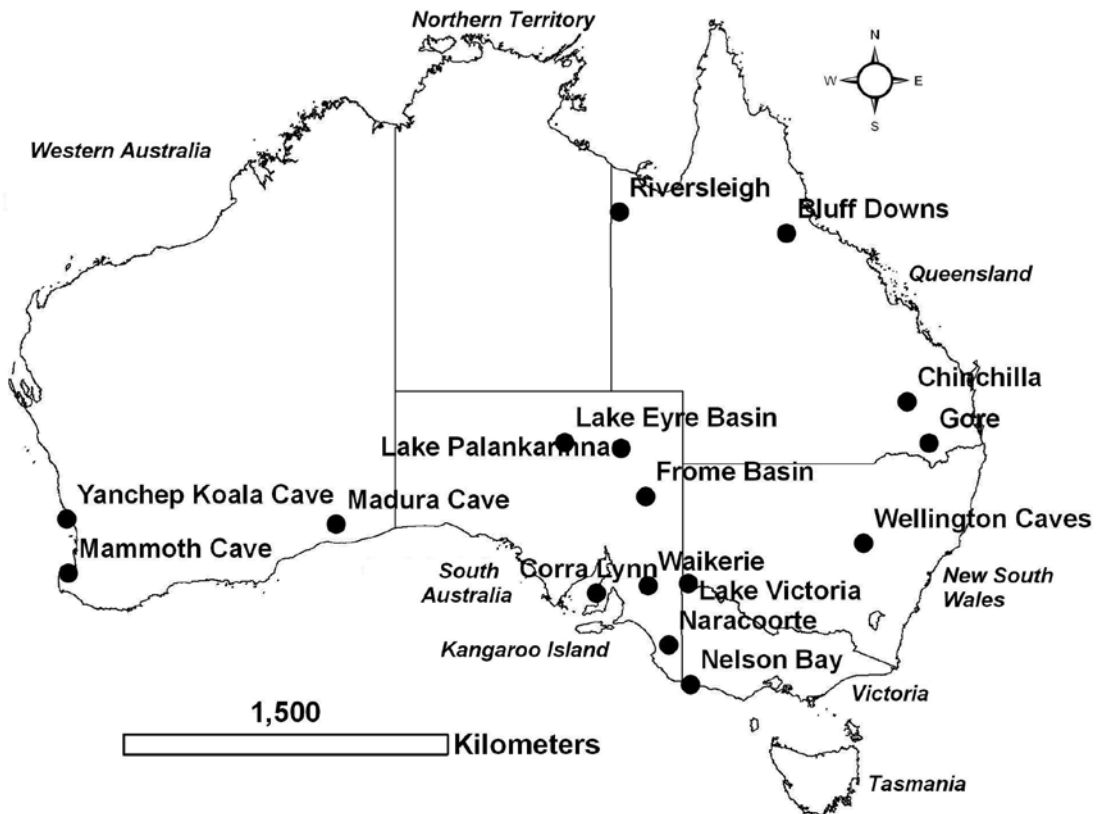 Northern Territory
N
W
E
S
Western Australia
Riversleigh
Bluff Downs
Queensland
Chinchilla
Gore
Lake Eyre Basin
Lake Palankarinna
Frome Basin
Yanchep Koala Cave
Madura Cave
Wellington Caves
Mammoth Cave
South
Australia
Corra Lynn
Waikerie
Lake Victoria
New South
Wales
Naracoorte
Kangaroo Island
Nelson Bay
Victoria
1,500
Kilometers
Tasmania